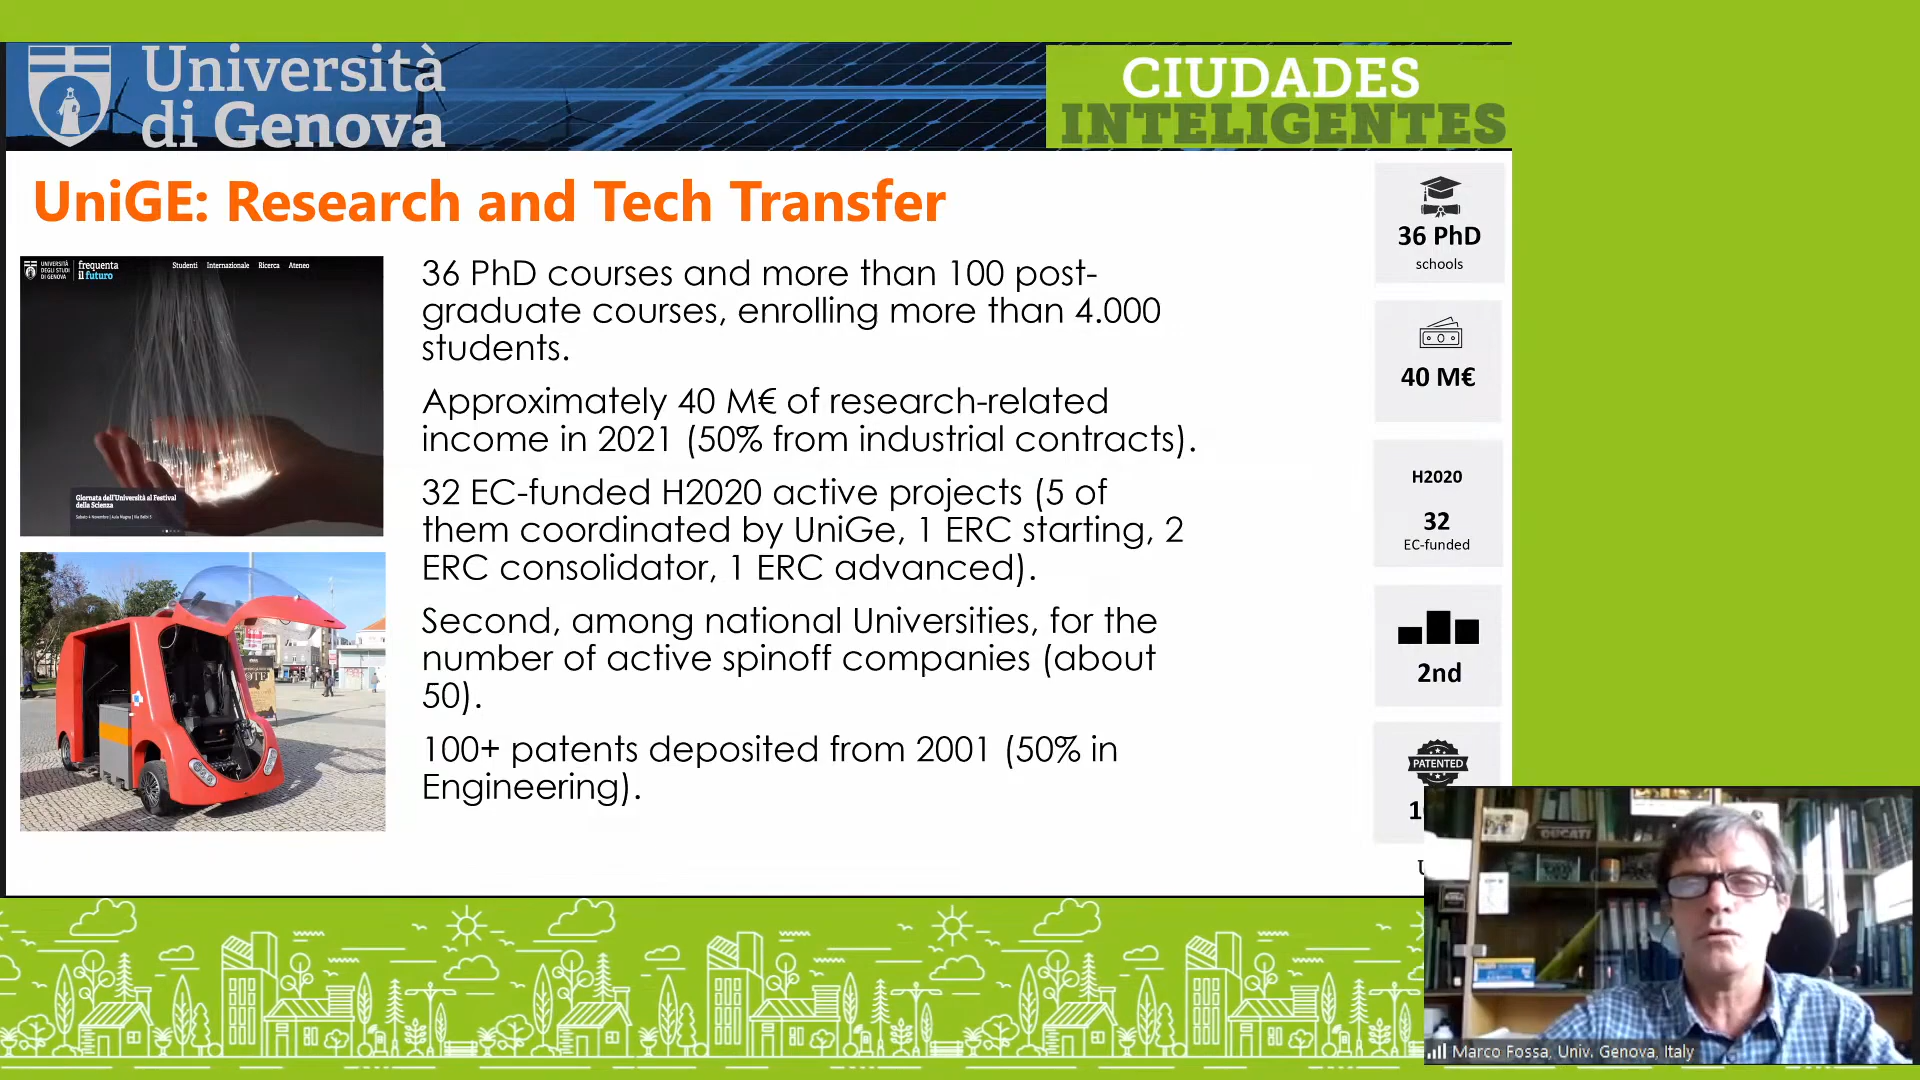 Università
di Genova
CIUDADES
INTELIGENTES
UniGE: Research and Tech Transfer
UNIVERSITÀ
DEGLI STUDI
DI GENOVA
frequenta
il futuro
Studenti Internazionale Ricerca Ateneo
Giornata dell'Università al Festival
della Scienza
Sabato 4 Novembre | Aula Magna | Via Balbi 5
36 PhD courses and more than 100 post-
graduate courses, enrolling more than 4.000
students.
Approximately 40 M€ of research-related
income in 2021 (50% from industrial contracts).
32 EC-funded H2020 active projects (5 of
them coordinated by UniGe, 1 ERC starting, 2
ERC consolidator, 1 ERC advanced).
Second, among national Universities, for the
number of active spinoff companies (about
50).
100+ patents deposited from 2001 (50% in
Engineering).
36 PhD
schools
40 M€
H2020
32
EC-funded
2nd
PATENTED
DUCATI
Marco Fossa, Univ. Genova, Italy